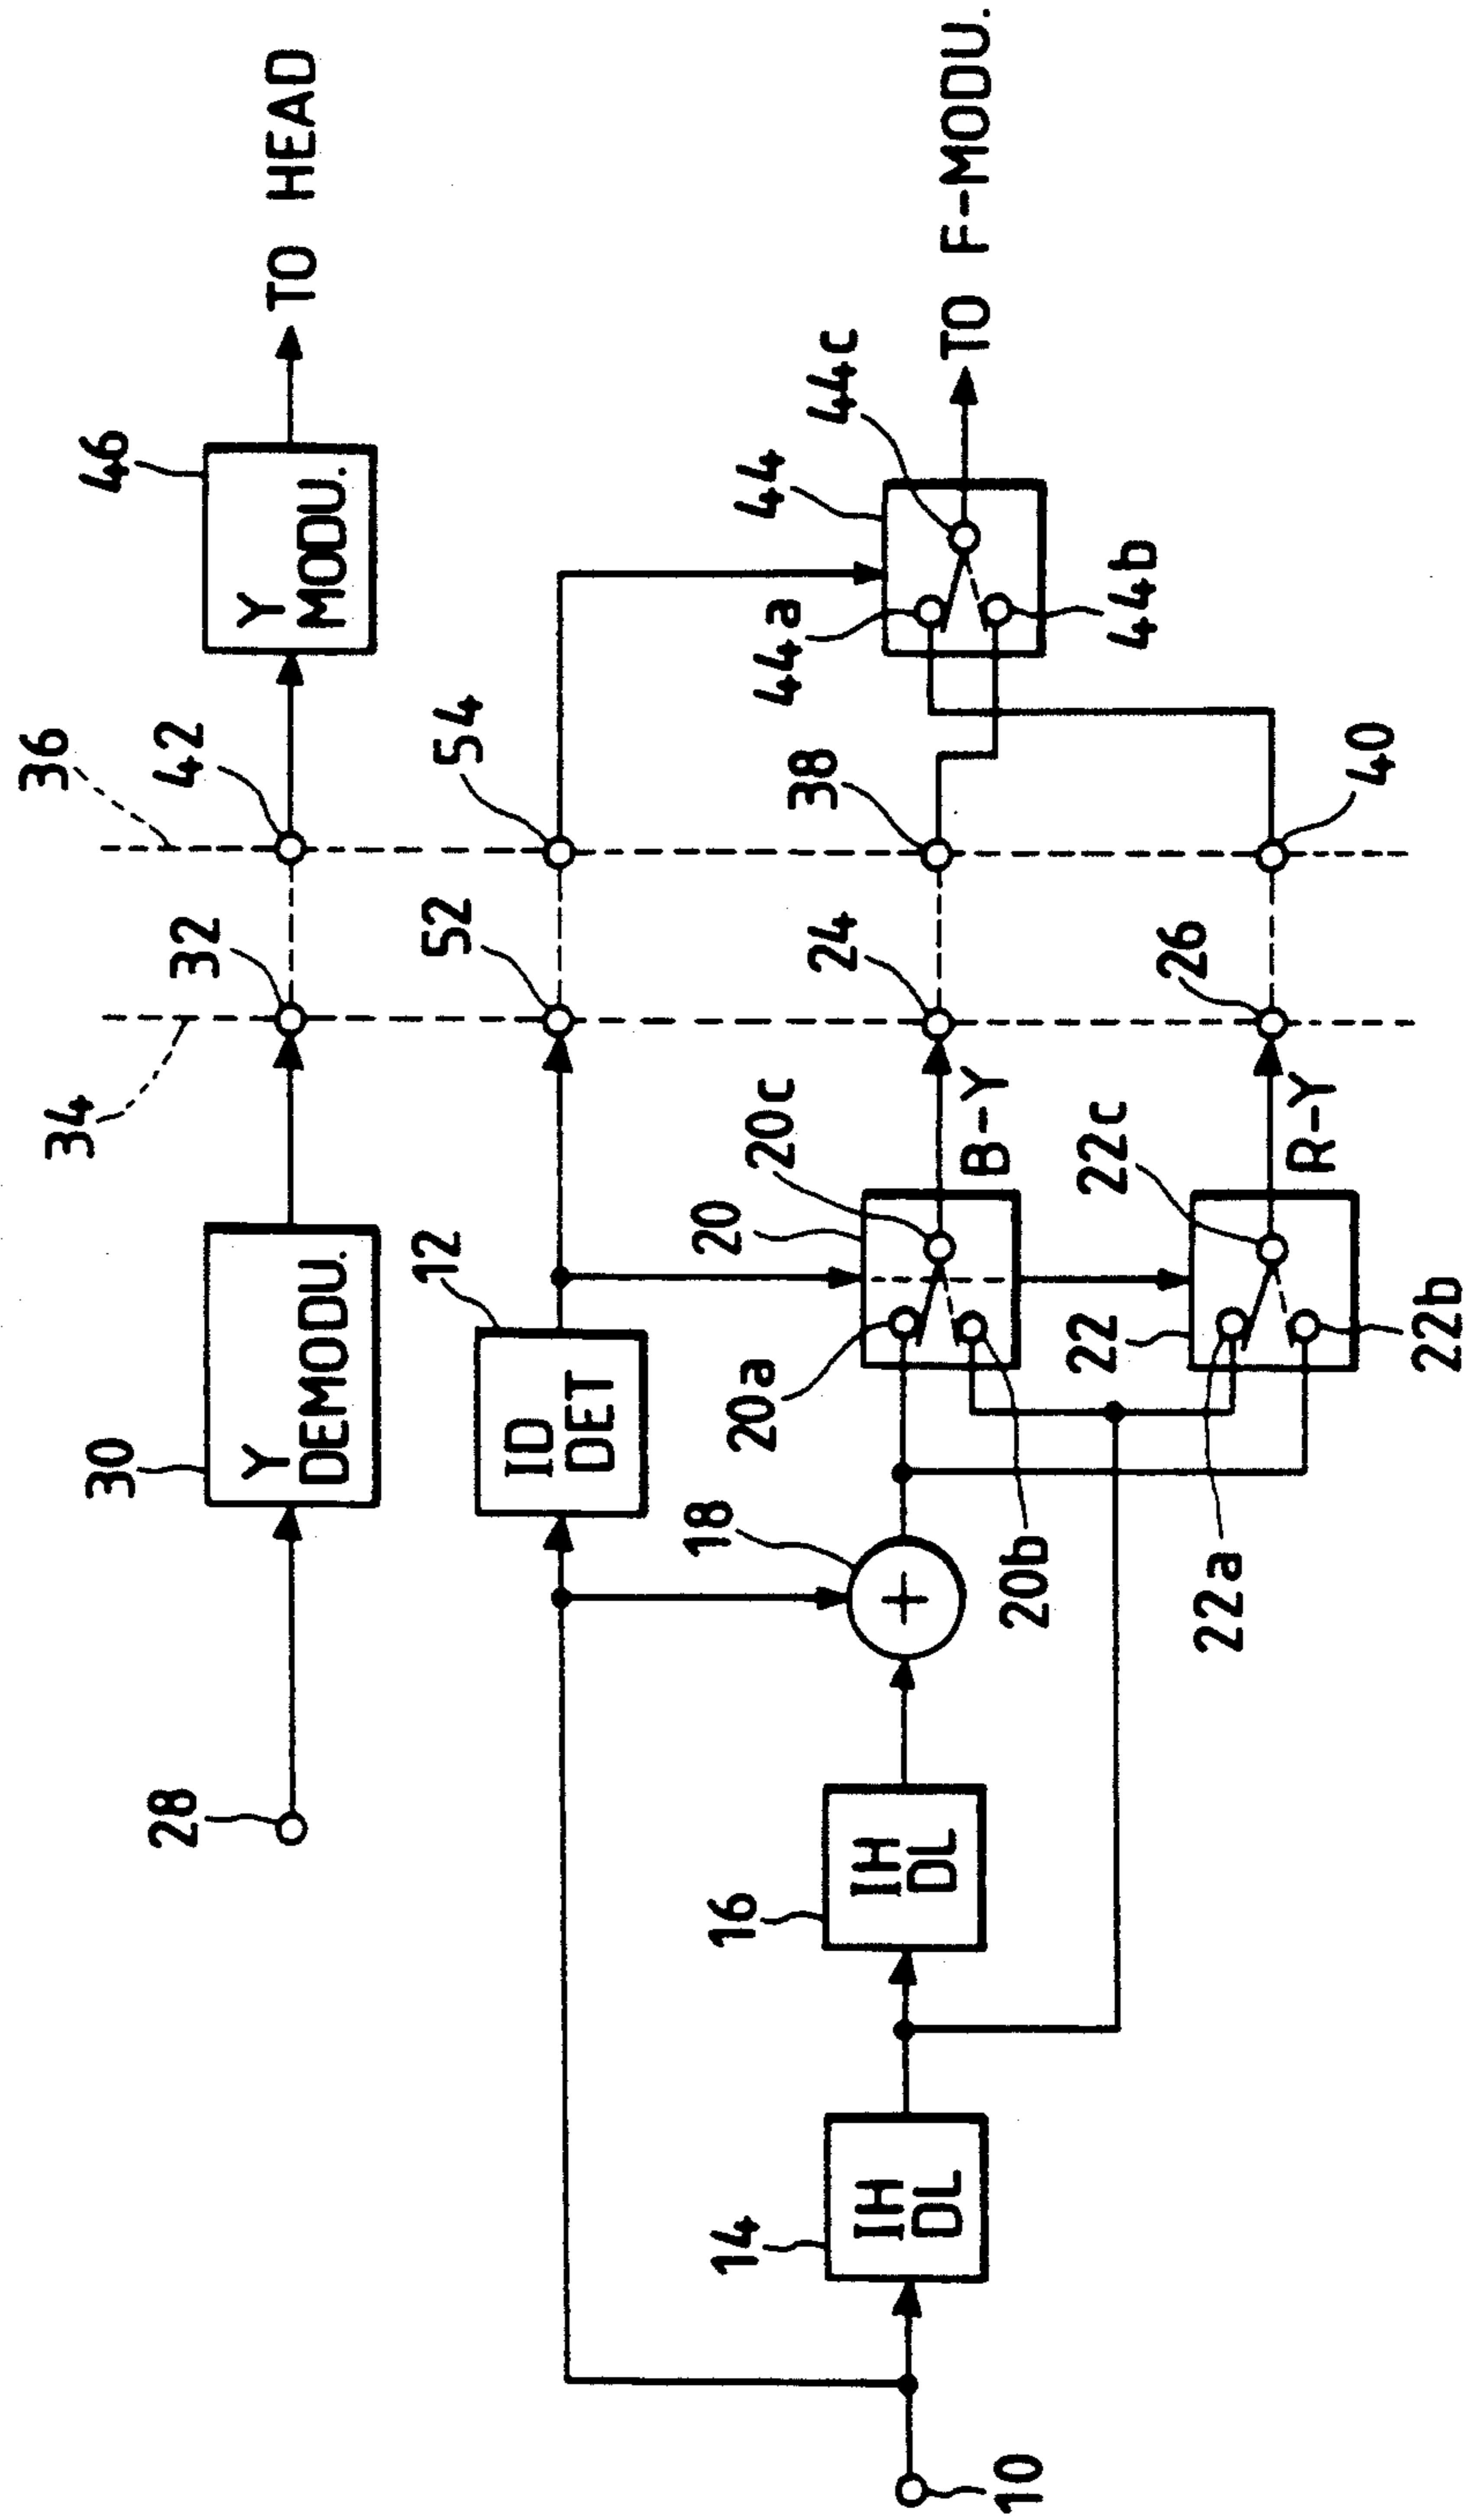 36
42
46
34
32
TO HEAD
30
Y
MODU.
28
Y
DEMODU.
54
52
12
44
44c
ID
DET
44a
38
24
20c
20
TO F-MODU.
18
20a
16
14
B-Y
44b
IH
DL
IH
DL
20b
10
26
40
22c
22
R-Y
22a
22b